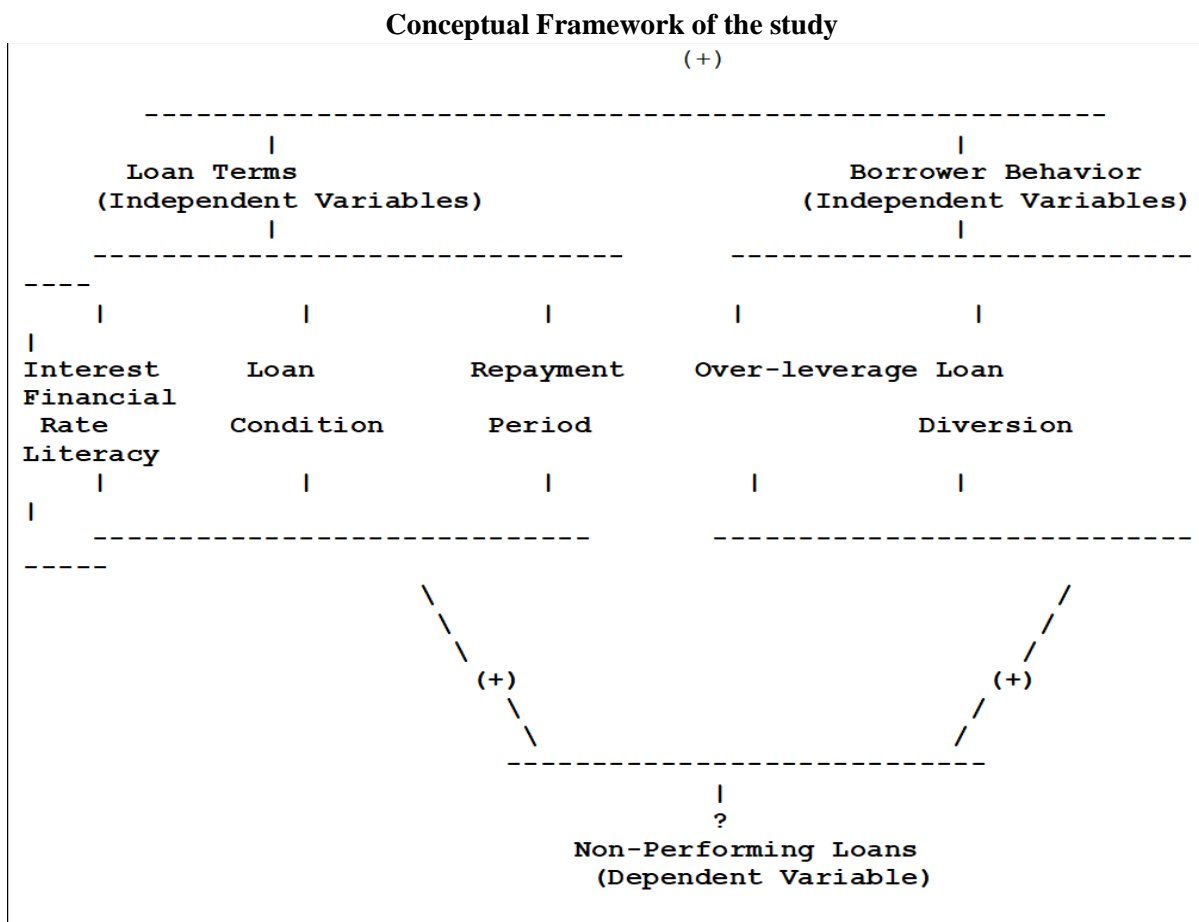 Conceptual Framework of the study
(+)
--------------------------------------------------------
| |
Loan Terms Borrower Behavior
(Independent Variables) (Independent Variables)
| |
------------------------------- ---------------------------
----
| | | | |
|
Interest Loan Repayment Over-leverage Loan
Financial
Rate Condition Period Diversion
Literacy
| | | | |
|
----------------------------- ----------------------------
-----
\ /
\ /
\ /
(+) (+)
\ /
\ /
----------------------------
|
?
Non-Performing Loans
(Dependent Variable)